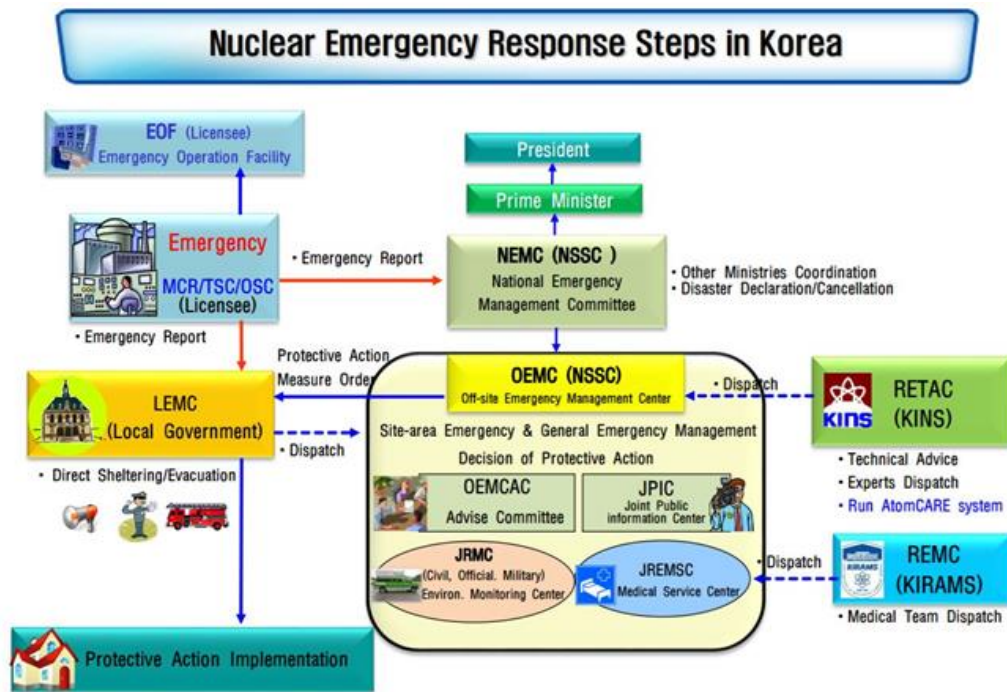 Nuclear Emergency Response Steps in Korea
EOF (Licensee)
Emergency Operation Facility
President
Prime Minister
Emergency
MCR/TSC/OSC
(Licensee)
• Emergency Report
NEMC (NSSC )
National Emergency
Management Committee
• Other Ministries Coordination
• Disaster Declaration/Cancellation
• Emergency Report
Protective Action
Measure Order
LEMC
(Local Government)
• Dispatch
• Direct Sheltering/Evacuation
OEMC (NSSC)
Off-site Emergency Management Center
Site-area Emergency & General Emergency Management
Decision of Protective Action
OEMCAC
Advise Committee
JPIC
Joint Public
information Center
JRMC
(Civil, Official. Military)
Environ. Monitoring Center
JREMSC
Medical Service Center
• Dispatch
KINS
RETAC
(KINS)
• Technical Advice
• Experts Dispatch
• Run AtomCARE system
• Dispatch
KIRAMS
REMC
(KIRAMS)
• Medical Team Dispatch
Protective Action Implementation